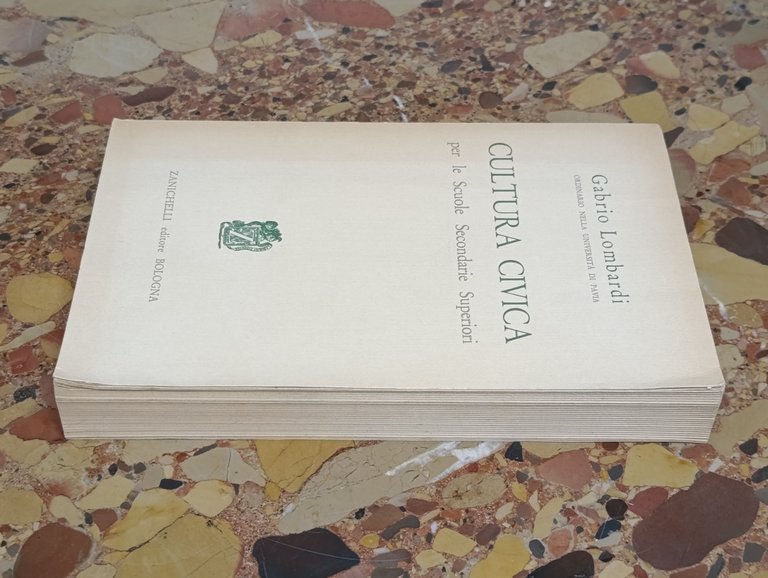 Gabrio Lombardi
ORDINARIO NELLA UNIVERSITÀ DI PAVIA
CULTURA CIVICA
per le Scuole Secondarie Superiori
Z
ZANICHELLI editore BOLOGNA